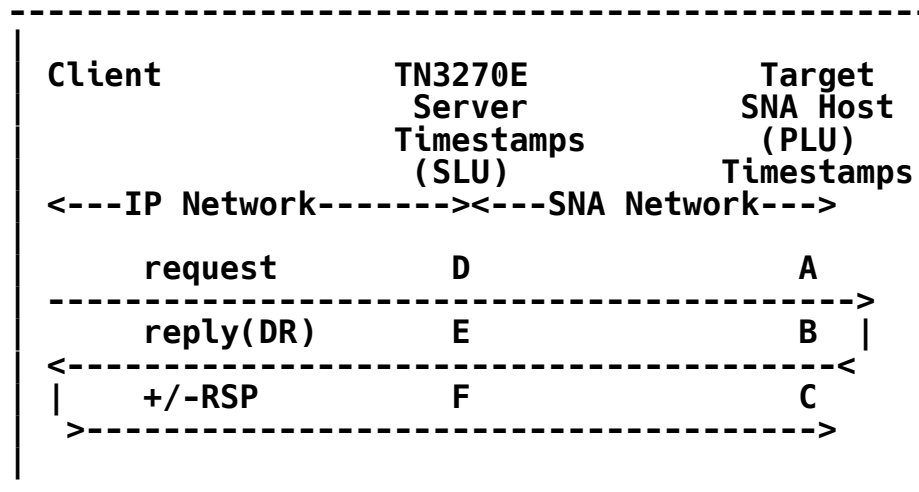 -----------------------------------------------
|
| Client TN3270E Target
| Server SNA Host
| Timestamps (PLU)
| (SLU) Timestamps
| <---IP Network-------><---SNA Network--->
|
| request D A
| ------------------------------------------>
| reply(DR) E B |
| <----------------------------------------<
| | +/-RSP F C
| >--------------------------------------->
|